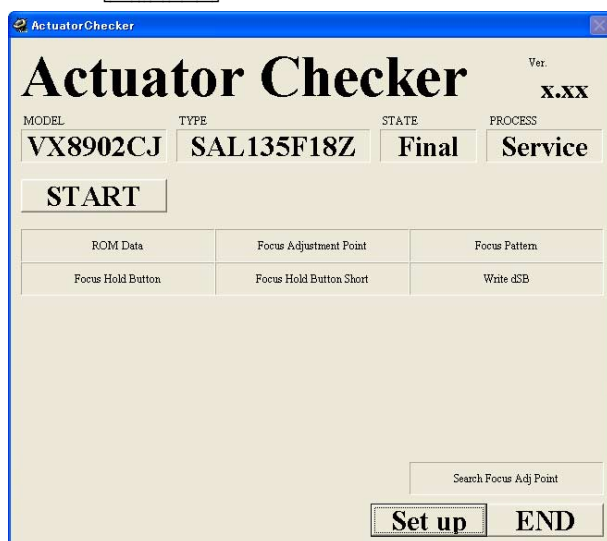 ActuatorChecker
Actuator Checker
Ver.
x.xx
MODEL TYPE STATE PROCESS
VX8902CJ SAL135F18Z Final Service
START
ROM Data Focus Adjustment Point Focus Pattern
Focus Hold Button Focus Hold Button Short Write dSB
Search Focus Adj Point
Set up END